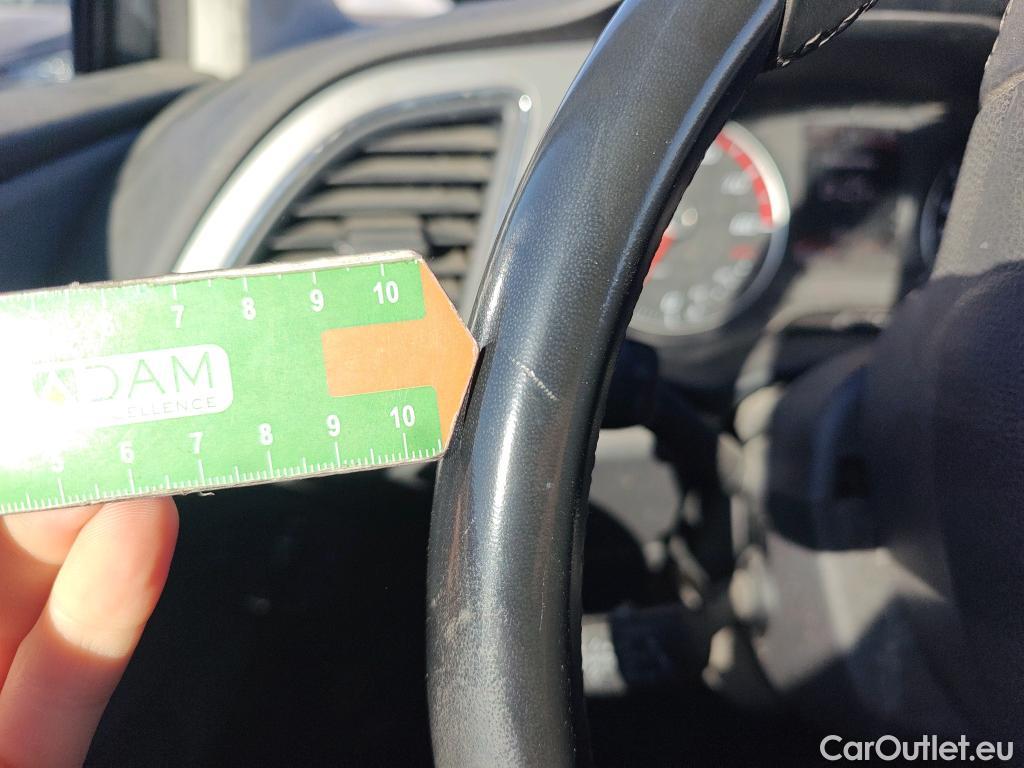 7 8 9 10
DAM
ELLENCE
6 7 8 9 10
CarOutlet.eu